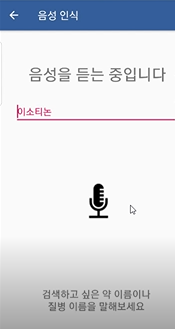 음성 인식
음성을 듣는 중입니다
이소티논
검색하고 싶은 약 이름이나
질병 이름을 말해보세요